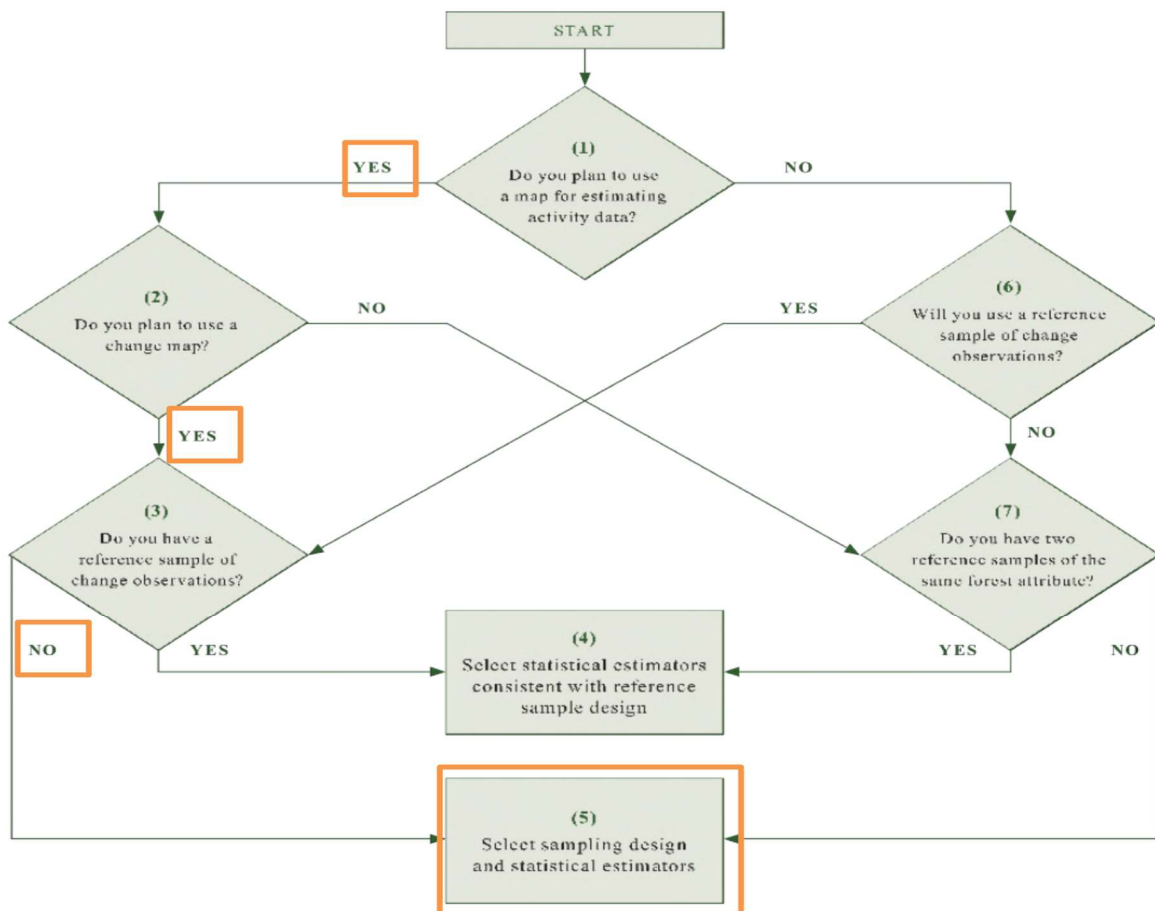 START
(1)
Do you plan to use
a map for estimating
activity data?
YES
NO
(2)
Do you plan to use a
change map?
NO
YES
(6)
Will you use a reference
sample of change
observations?
YES
NO
(3)
Do you have a
reference sample of
change observations?
(7)
Do you have two
reference samples of the
same forest attribute?
NO
YES
(4)
Select statistical estimators
consistent with reference
sample design
YES
NO
(5)
Select sampling design
and statistical estimators